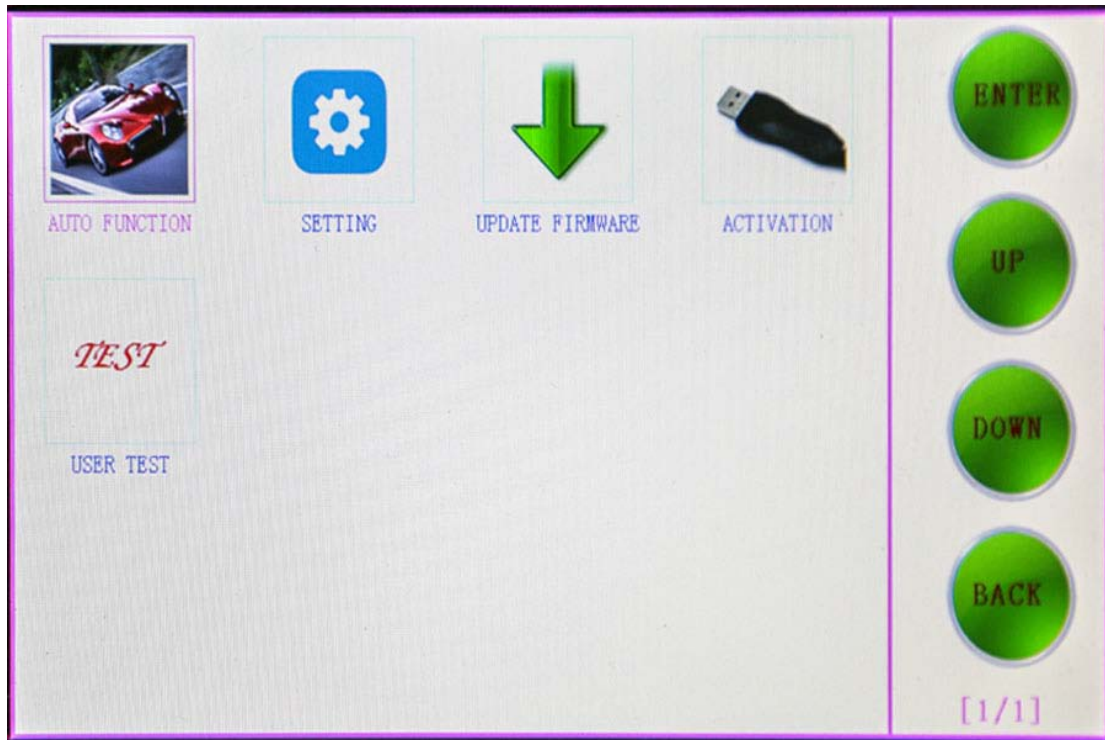 AUTO FUNCTION
SETTING
UPDATE FIRMWARE
ACTIVATION
TEST
USER TEST
ENTER
UP
DOWN
BACK
[1/1]